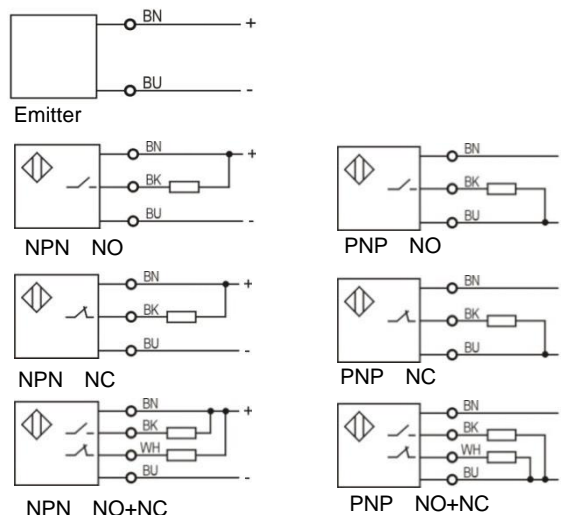 BN +
BU -
Emitter
BN +
BK
BU -
NPN NO
BN
BK
BU
PNP NO
BN +
BK
BU -
NPN NC
BN
BK
BU
PNP NC
BN +
BK
WH
BU -
NPN NO+NC
BN
BK
WH
BU
PNP NO+NC